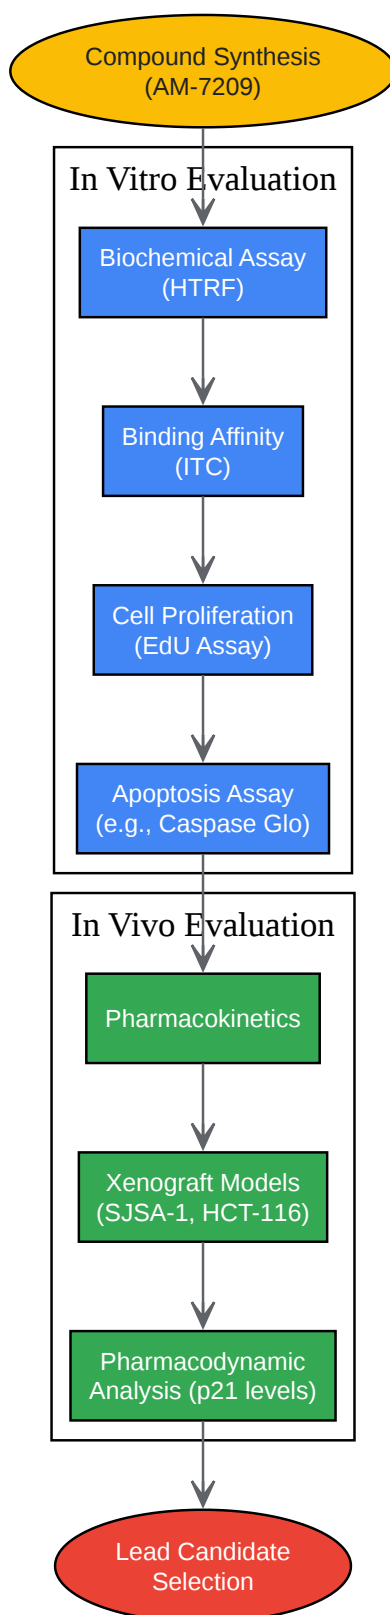 Compound Synthesis
(AM-7209)
In Vitro Evaluation
Biochemical Assay
(HTRF)
Binding Affinity
(ITC)
Cell Proliferation
(EdU Assay)
Apoptosis Assay
(e.g., Caspase Glo)
In Vivo Evaluation
Pharmacokinetics
Xenograft Models
(SJSA-1, HCT-116)
Pharmacodynamic
Analysis (p21 levels)
Lead Candidate
Selection